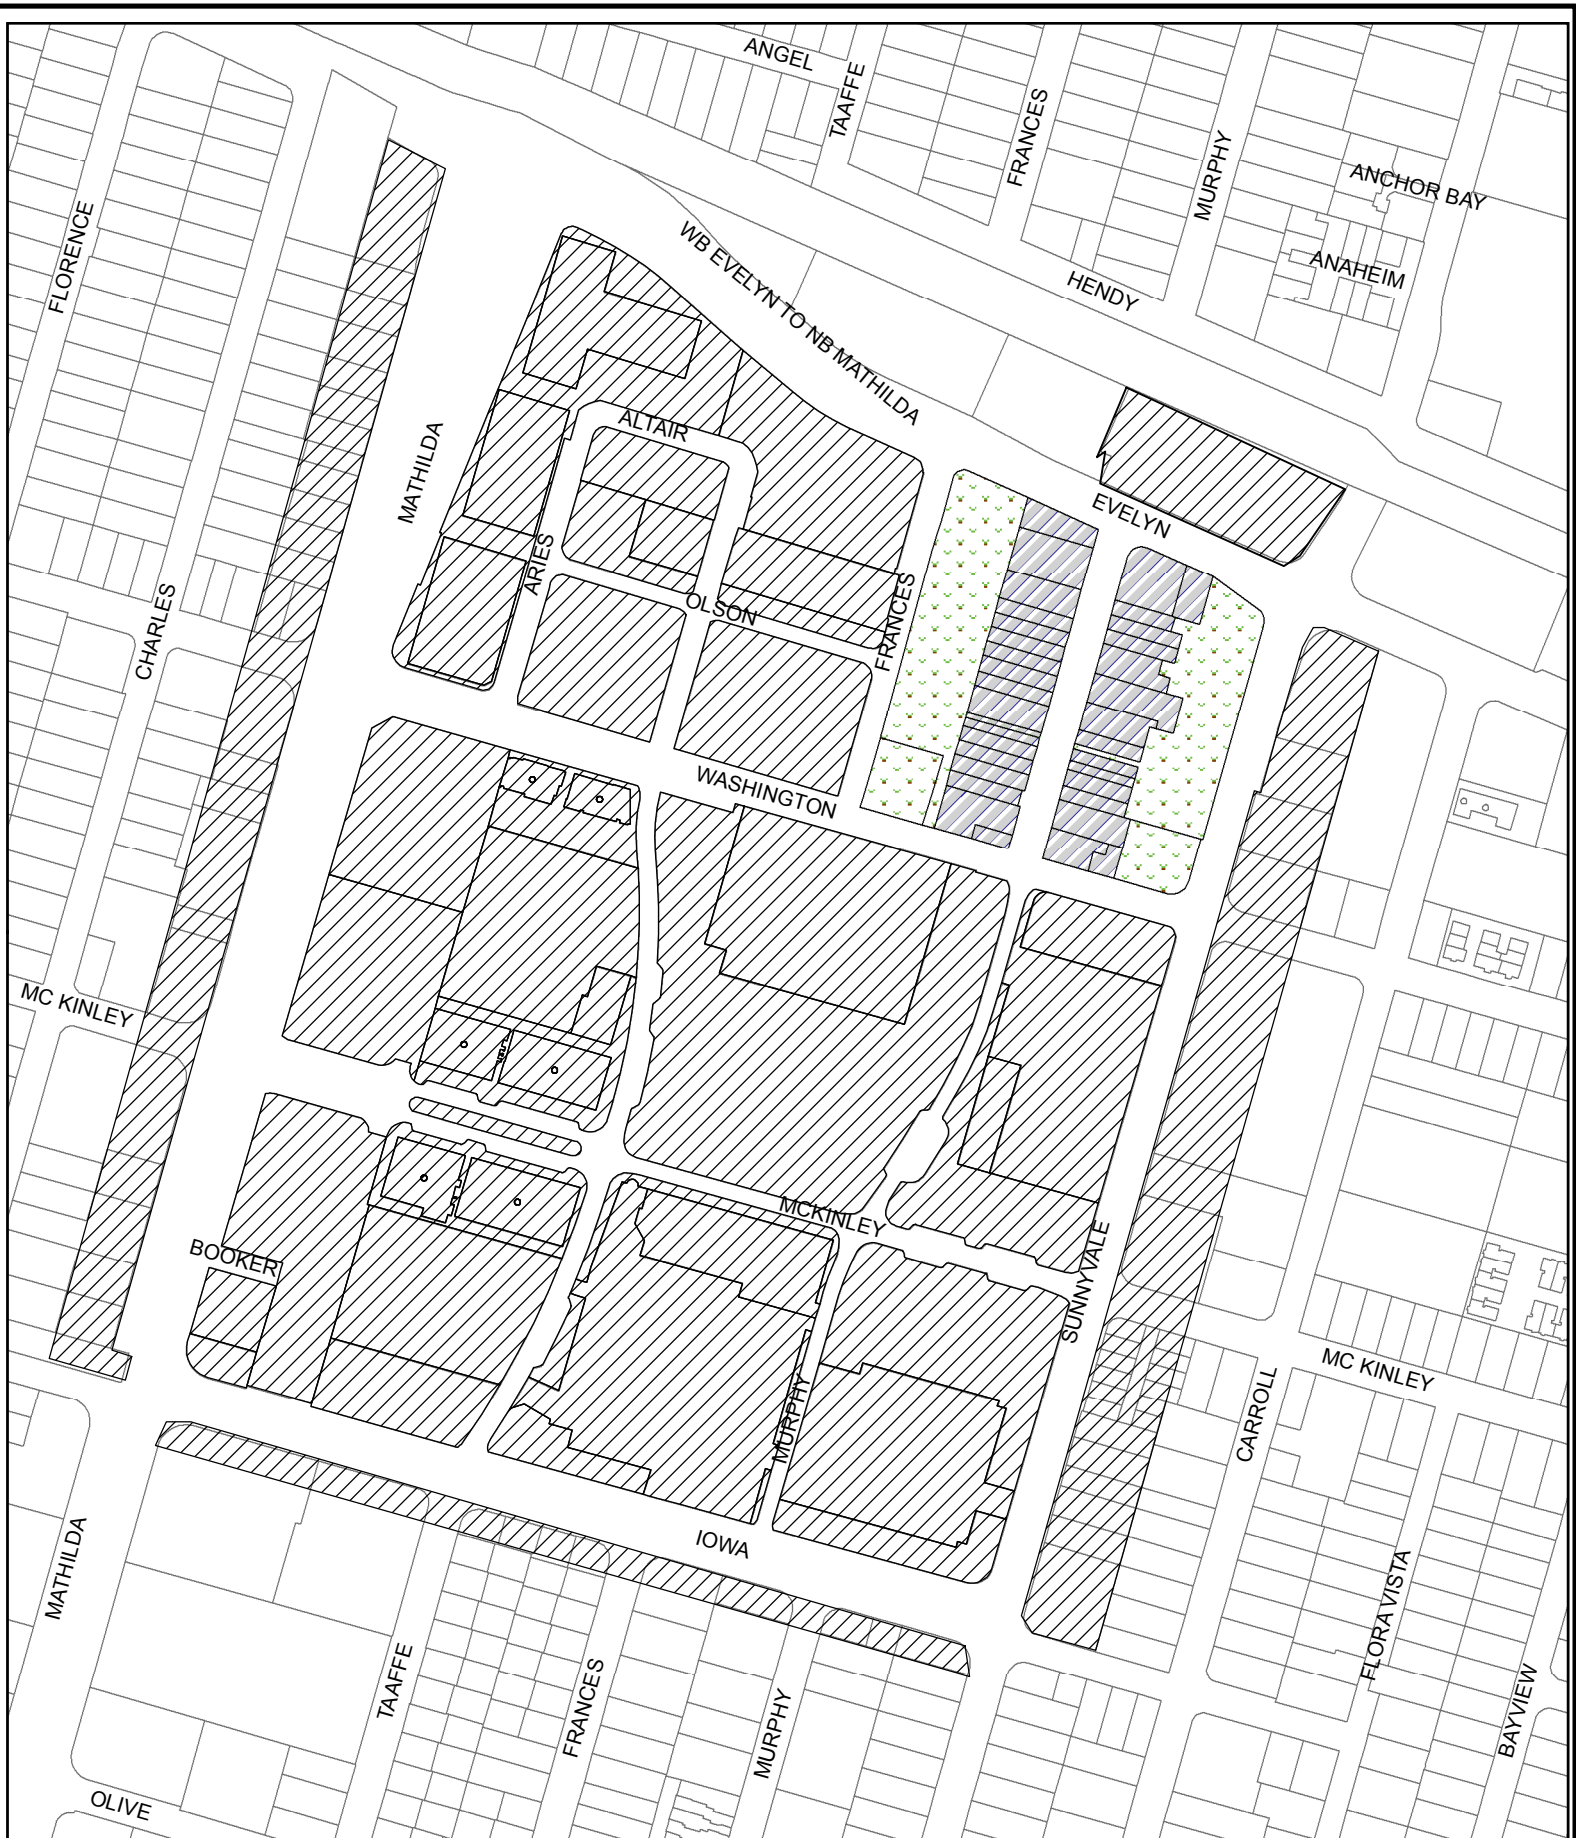 ANGEL
TAAFFE
FRANCES
MURPHY
ANCHOR BAY
ANAHEIM
HENDY
FLORENCE
WB EVELYN TO NB MATHILDA
ALTAIR
MATHILDA
EVELYN
ARIES
CHARLES
OLSON
FRANCES
WASHINGTON
MC KINLEY
MCKINLEY
BOOKER
SUNNYVALE
MC KINLEY
MURPHY
CARROLL
IOWA
MATHILDA
FLORAVISTA
TAAFFE
FRANCES
MURPHY
BAYVIEW
OLIVE